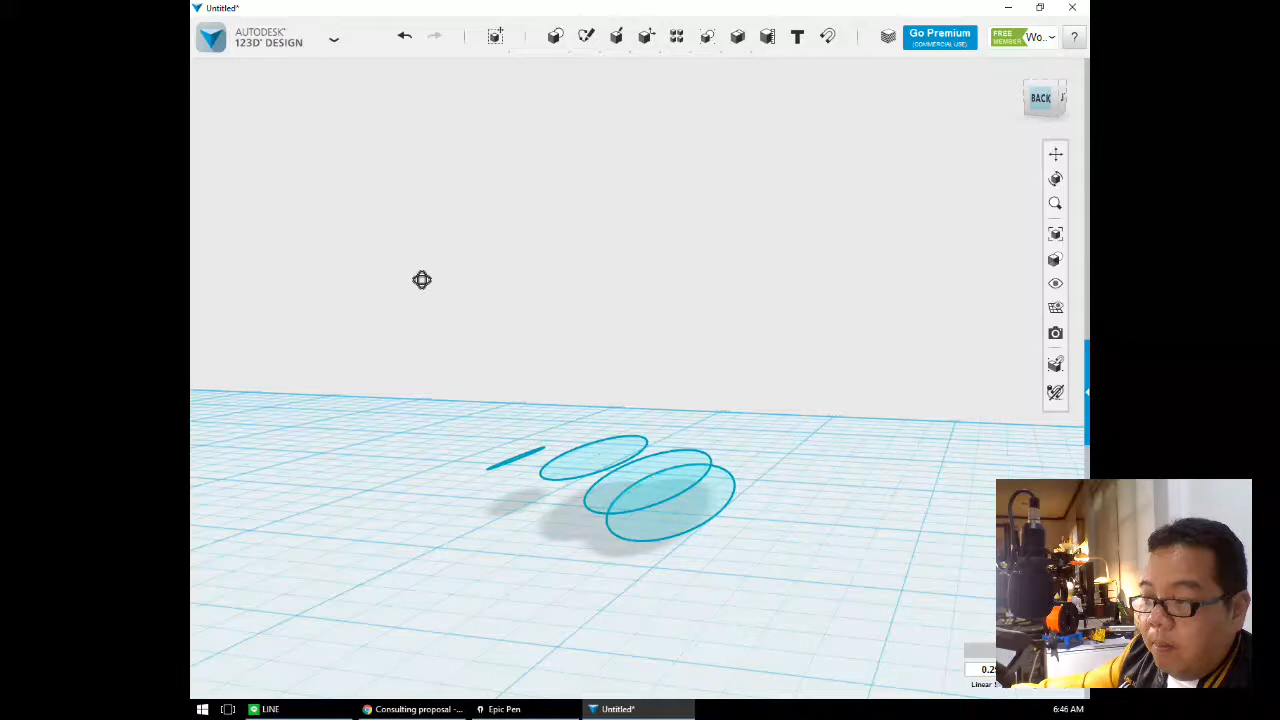 Untitled*
AUTODESK®
123D® DESIGN
Go Premium
(COMMERCIAL USE)
FREE
MEMBER
Wo..
?
BACK
0.2
Linear
LINE
Consulting proposal -...
Epic Pen
Untitled*
6:46 AM